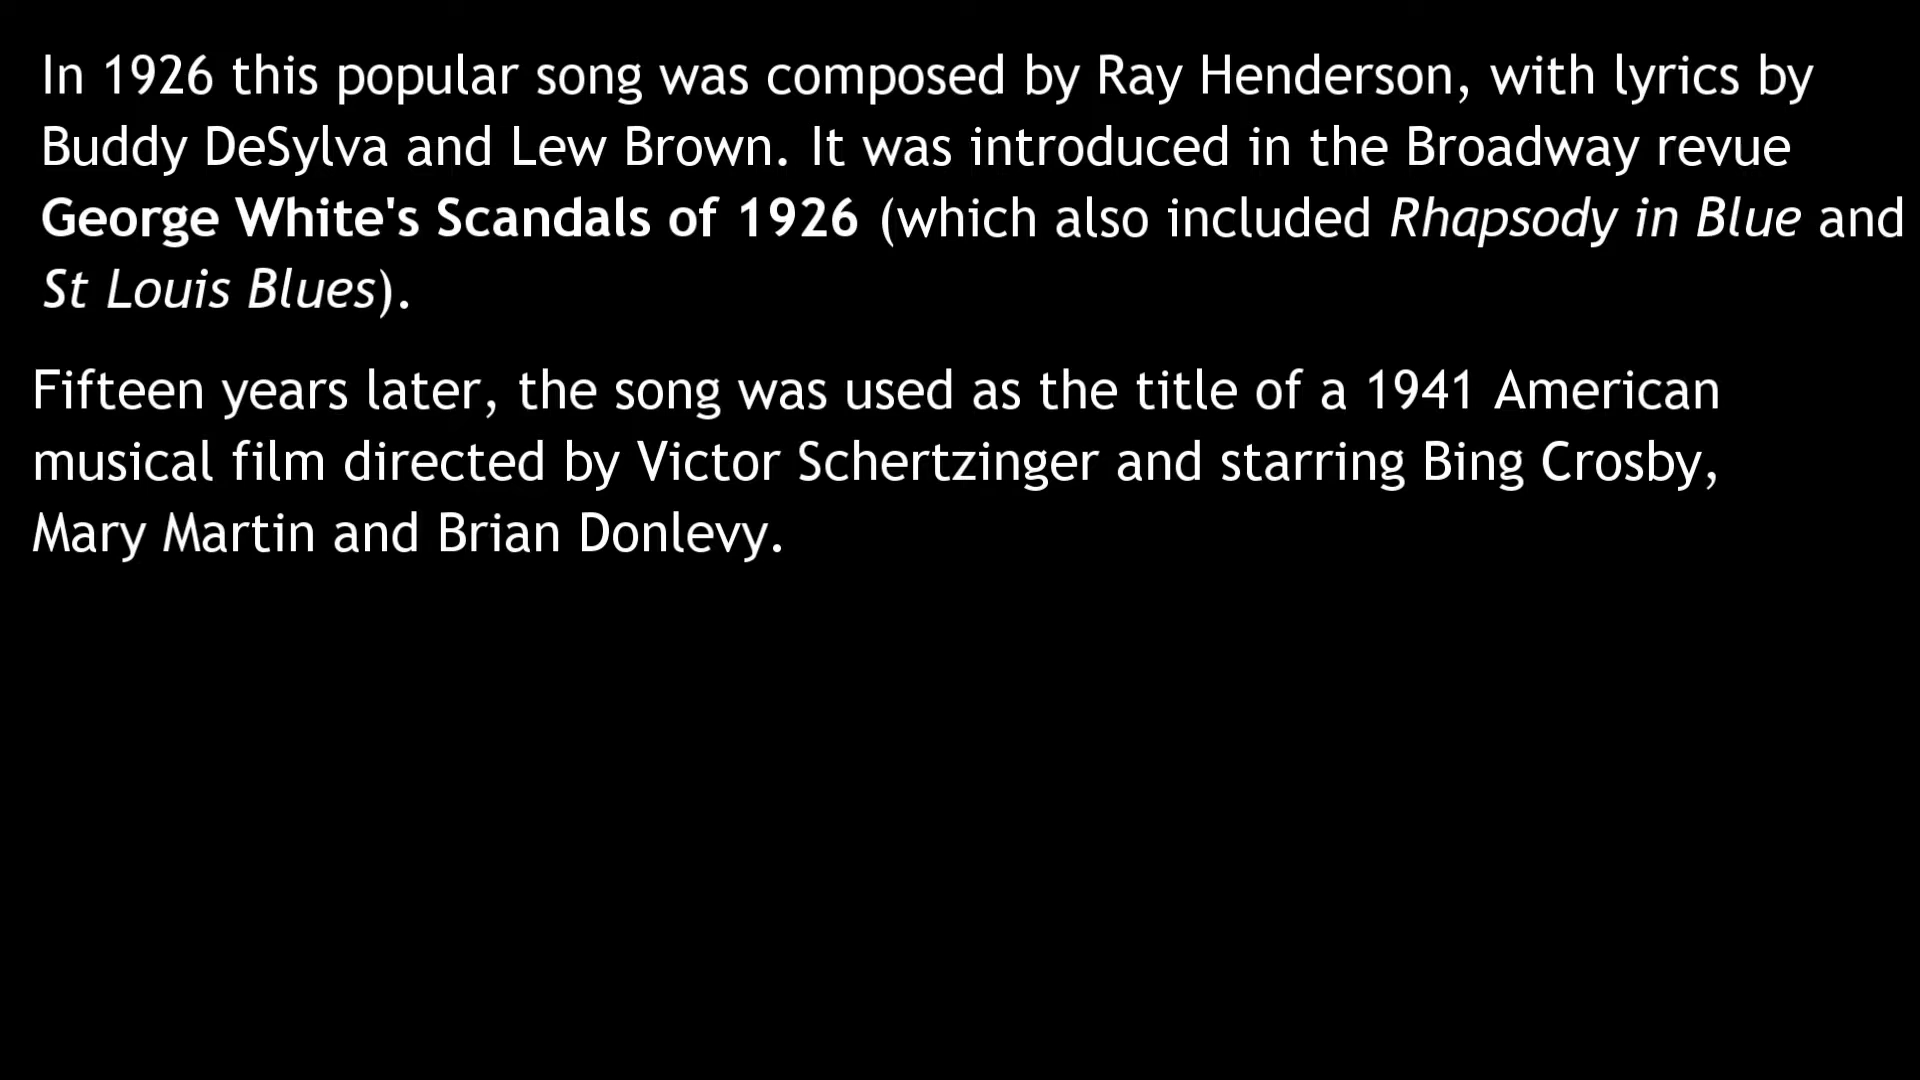 In 1926 this popular song was composed by Ray Henderson, with lyrics by
Buddy DeSylva and Lew Brown. It was introduced in the Broadway revue
George White's Scandals of 1926 (which also included Rhapsody in Blue and
St Louis Blues).
Fifteen years later, the song was used as the title of a 1941 American
musical film directed by Victor Schertzinger and starring Bing Crosby,
Mary Martin and Brian Donlevy.